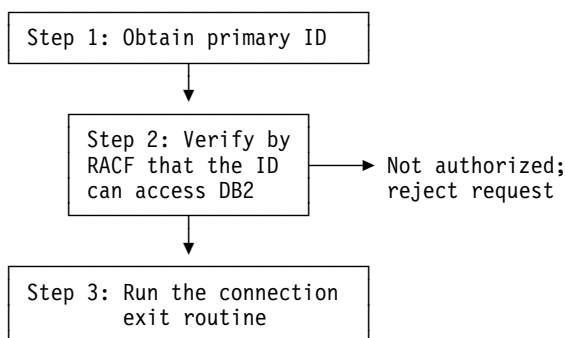 Step 1: Obtain primary ID
Step 2: Verify by
RACF that the ID
can access DB2
Not authorized;
reject request
Step 3: Run the connection
exit routine